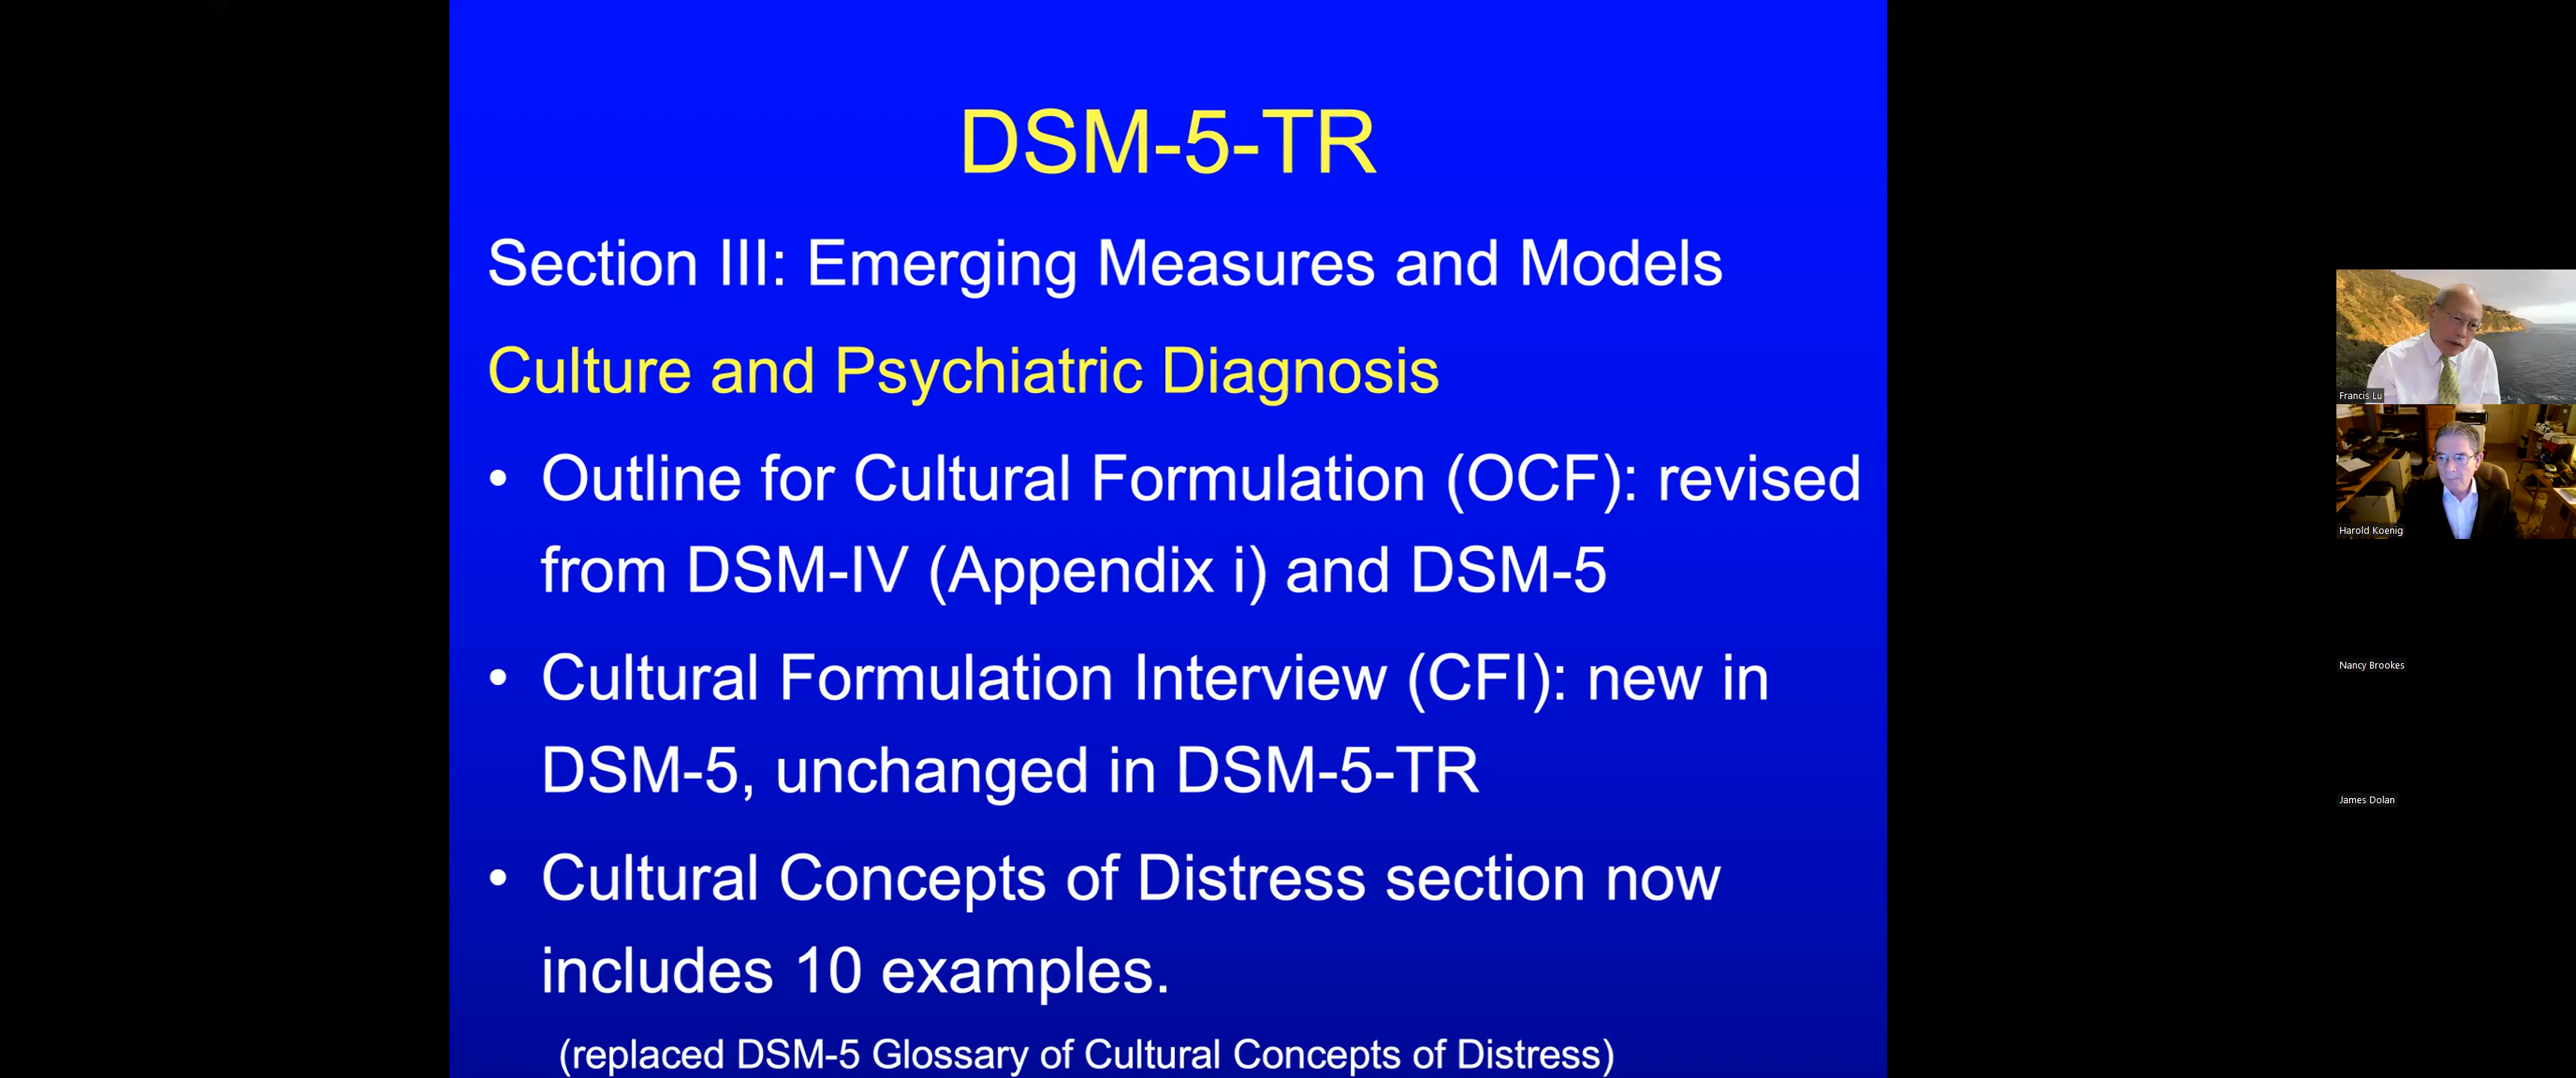 DSM-5-TR
Section III: Emerging Measures and Models
Culture and Psychiatric Diagnosis
• Outline for Cultural Formulation (OCF): revised
from DSM-IV (Appendix i) and DSM-5
• Cultural Formulation Interview (CFI): new in
DSM-5, unchanged in DSM-5-TR
• Cultural Concepts of Distress section now
includes 10 examples.
(replaced DSM-5 Glossary of Cultural Concepts of Distress)
Francis Lu
Harold Koenig
Nancy Brookes
James Dolan